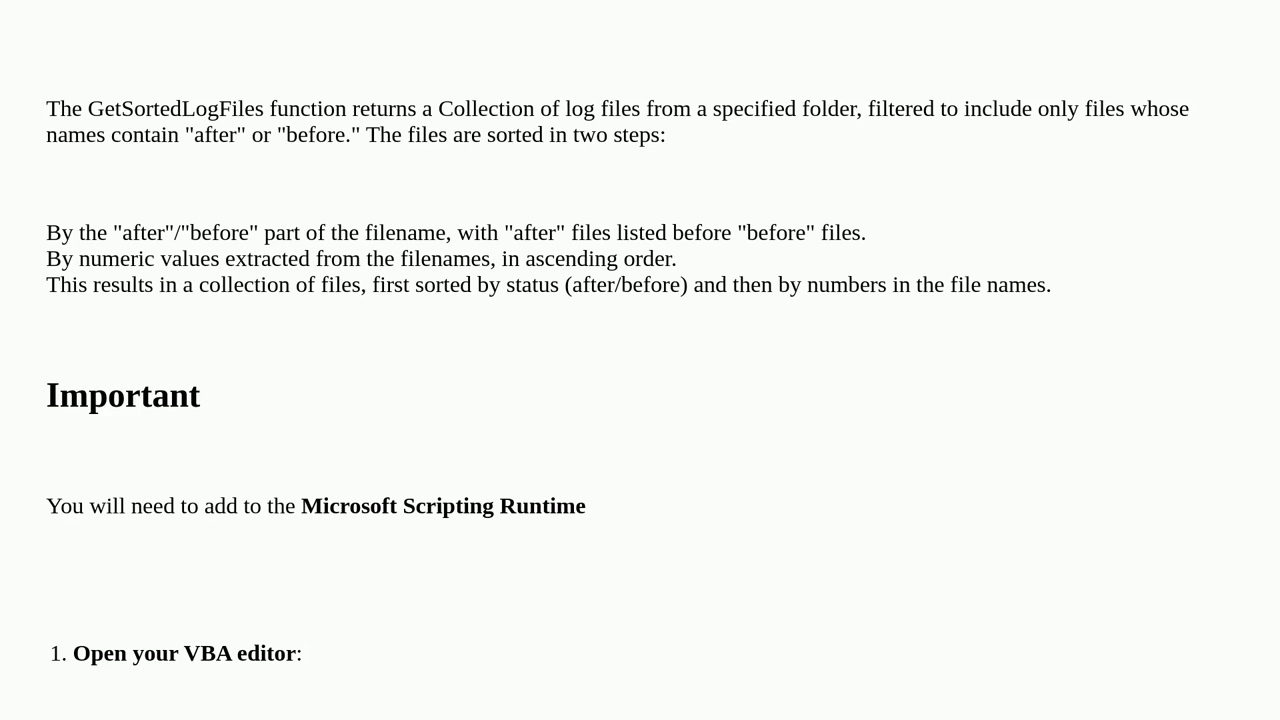 The GetSortedLogFiles function returns a Collection of log files from a specified folder, filtered to include only files whose
names contain "after" or "before." The files are sorted in two steps:
By the "after"/"before" part of the filename, with "after" files listed before "before" files.
By numeric values extracted from the filenames, in ascending order.
This results in a collection of files, first sorted by status (after/before) and then by numbers in the file names.
Important
You will need to add to the Microsoft Scripting Runtime
1. Open your VBA editor: